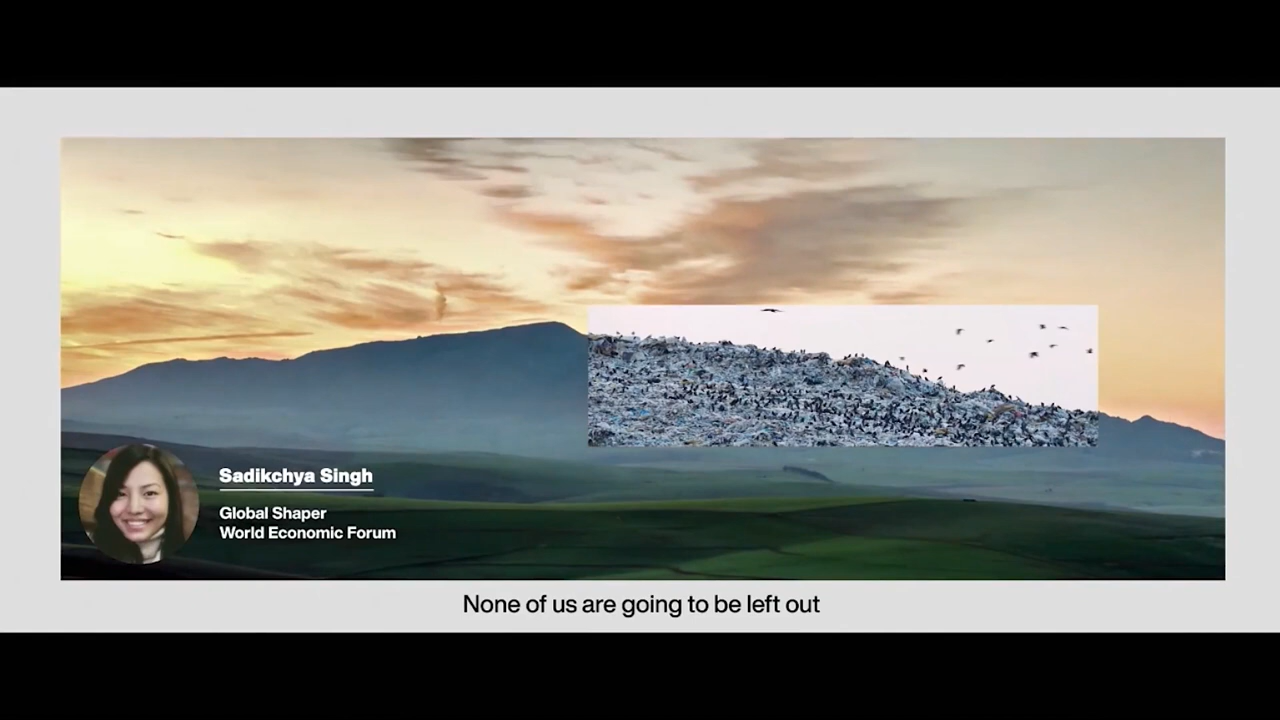 Sadikchya Singh
Global Shaper
World Economic Forum
None of us are going to be left out